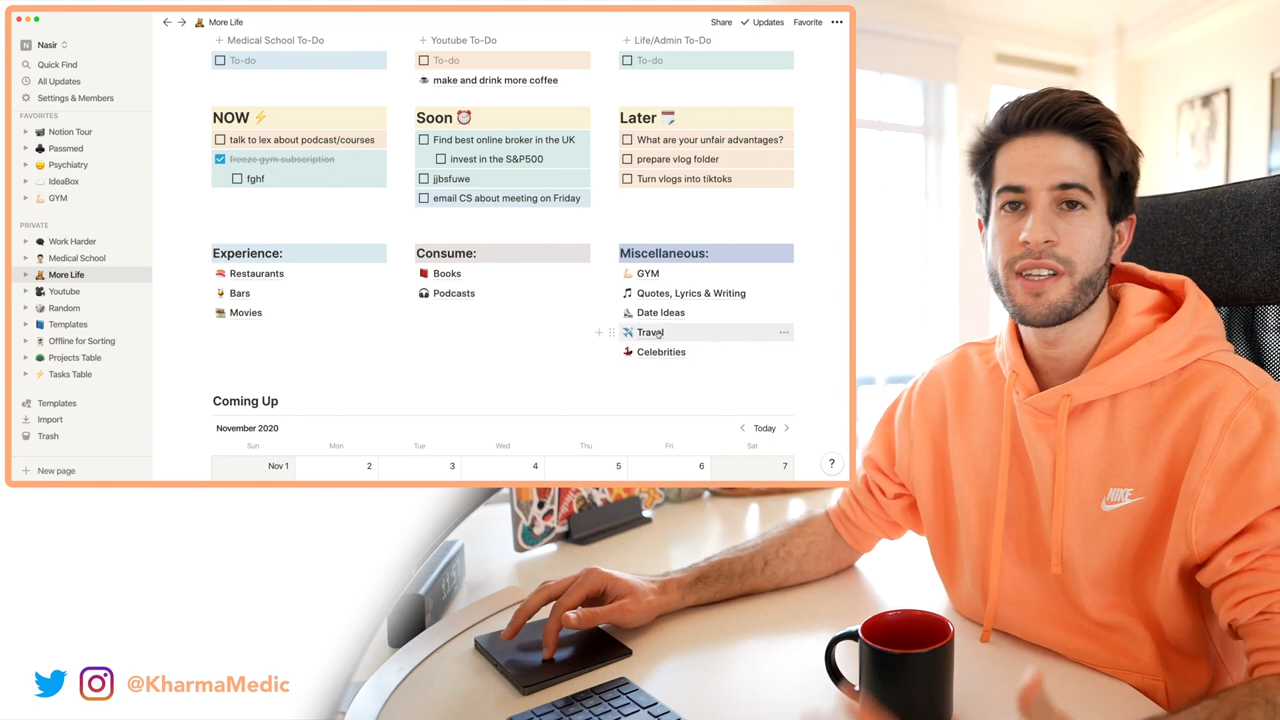 N Nasir
Quick Find
All Updates
Settings & Members
FAVORITES
Notion Tour
Passmed
Psychiatry
IdeaBox
GYM
PRIVATE
Work Harder
Medical School
More Life
Youtube
Random
Templates
Offline for Sorting
Projects Table
Tasks Table
Templates
Import
Trash
+ New page
More Life
Share
Updates
Favorite
+ Medical School To-Do
+ Youtube To-Do
+ Life/Admin To-Do
To-do
To-do
make and drink more coffee
To-do
NOW
talk to lex about podcast/courses
freeze gym subscription
fghf
Soon
Find best online broker in the UK
invest in the S&P500
jjbsfuwe
email CS about meeting on Friday
Later
What are your unfair advantages?
prepare vlog folder
Turn vlogs into tiktoks
Experience:
Restaurants
Bars
Movies
Consume:
Books
Podcasts
Miscellaneous:
GYM
Quotes, Lyrics & Writing
Date Ideas
Travel
Celebrities
Coming Up
November 2020
Today
Sun Mon Tue Wed Thu Fri Sat
Nov 1 2 3 4 5 6 7
?
NIKE
@KharmaMedic